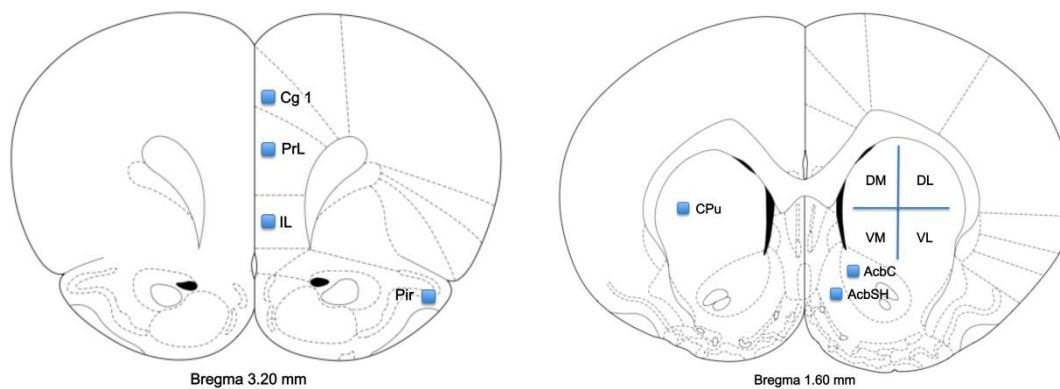 Cg 1
PrL
IL
Pir
Bregma 3.20 mm
CPu
DM DL
VM VL
AcbC
AcbSH
Bregma 1.60 mm